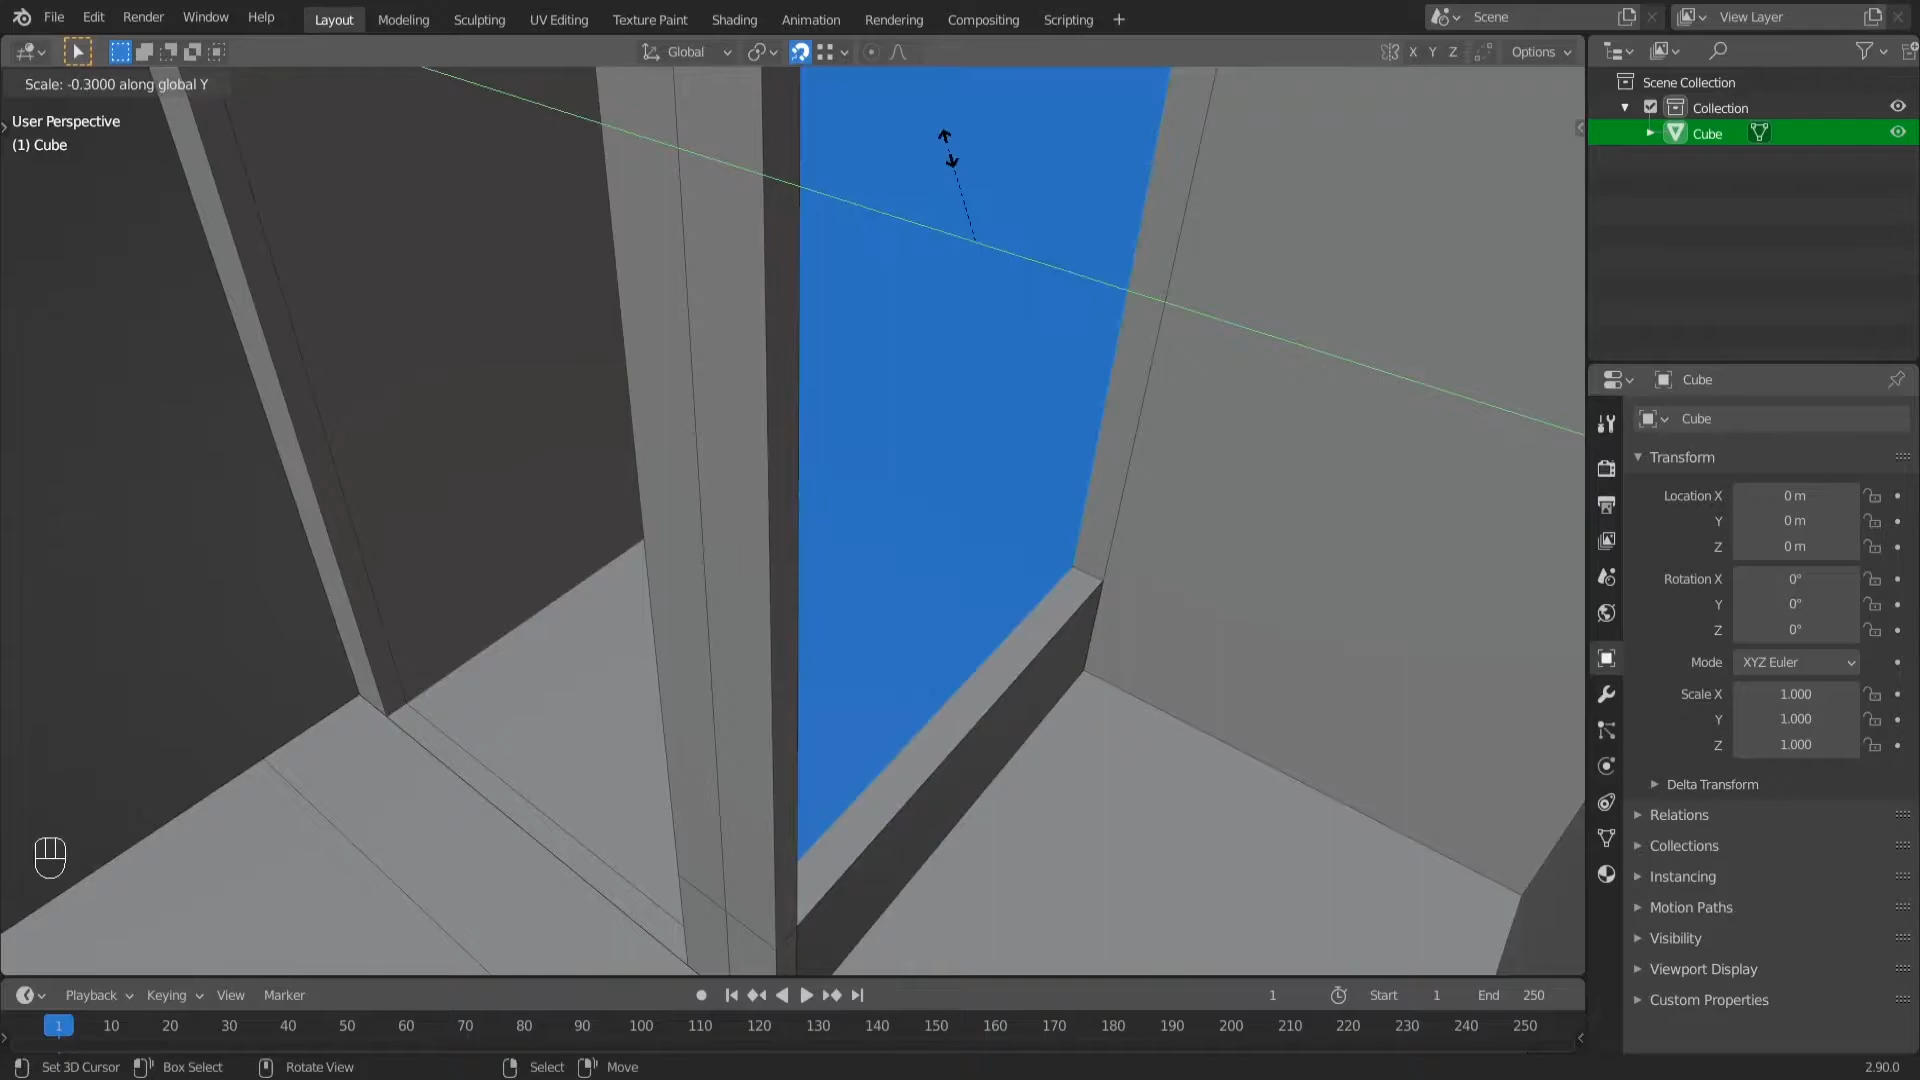 File Edit Render Window Help Layout Modeling Sculpting UV Editing Texture Paint Shading Animation Rendering Compositing Scripting + Scene View Layer
Global X Y Z Options
Scale: -0.3000 along global Y
User Perspective
(1) Cube
Scene Collection
Collection
Cube
Cube
Cube
Transform
Location X 0 m
Y 0 m
Z 0 m
Rotation X 0°
Y 0°
Z 0°
Mode XYZ Euler
Scale X 1.000
Y 1.000
Z 1.000
Delta Transform
Relations
Collections
Instancing
Motion Paths
Visibility
Viewport Display
Custom Properties
Playback Keying View Marker 1 Start 1 End 250
1 10 20 30 40 50 60 70 80 90 100 110 120 130 140 150 160 170 180 190 200 210 220 230 240 250
Set 3D Cursor Box Select Rotate View Select Move 2.90.0